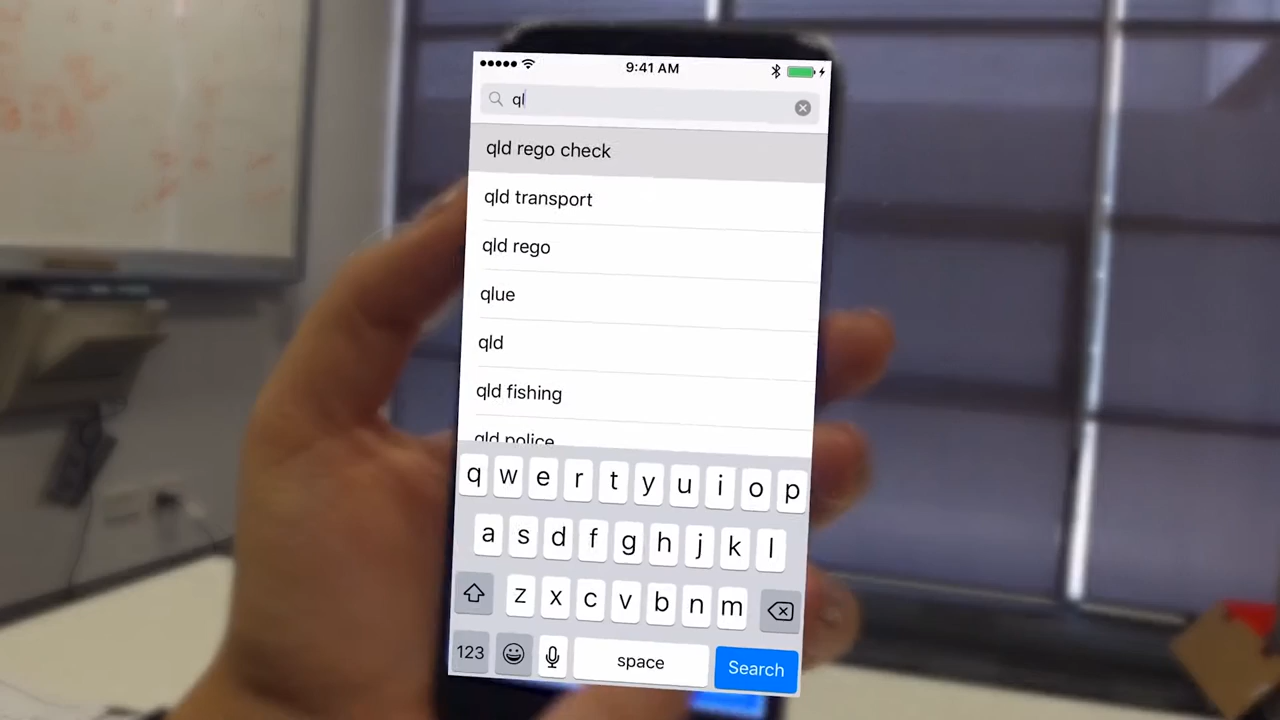 9:41 AM
ql
qld rego check
qld transport
qld rego
qlue
qld
qld fishing
qld police
q w e r t y u i o p
a s d f g h j k l
z x c v b n m
123 space Search